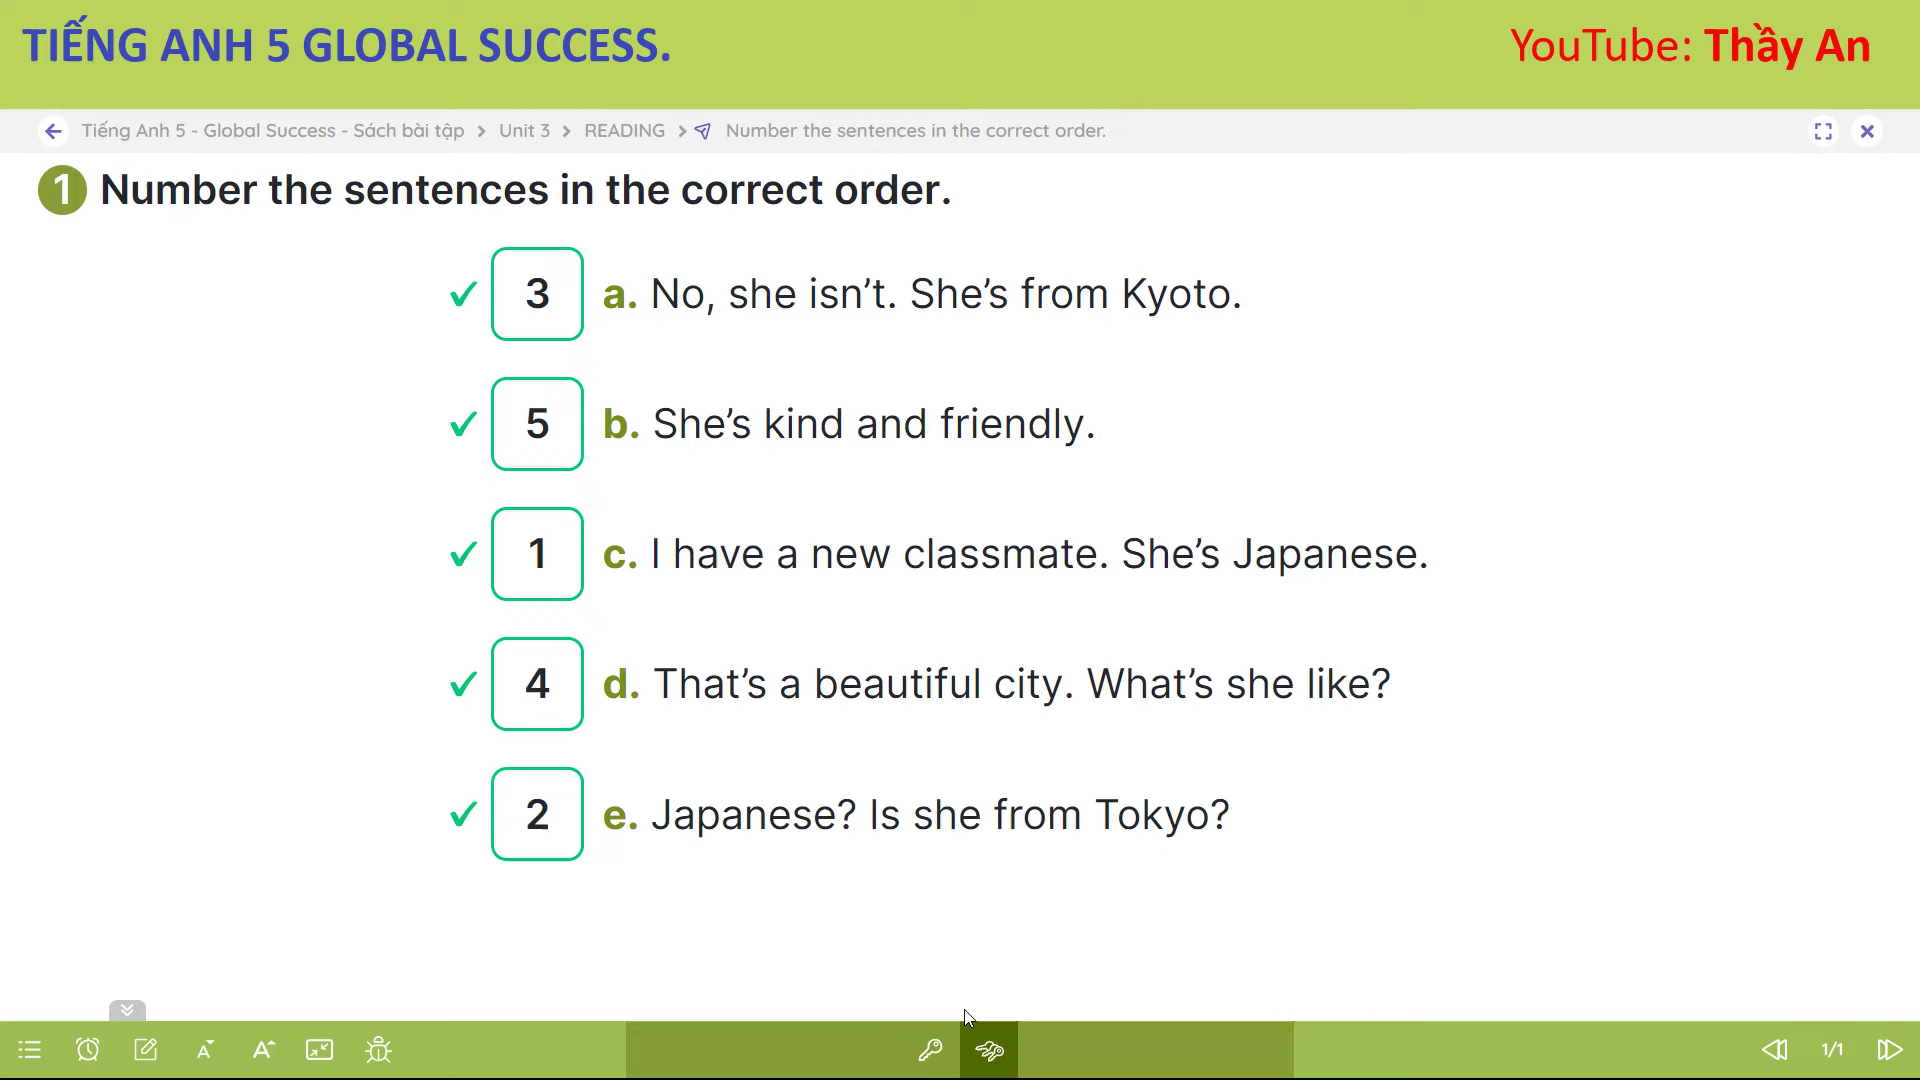 TIẾNG ANH 5 GLOBAL SUCCESS.
YouTube: Thầy An
Tiếng Anh 5 - Global Success - Sách bài tập > Unit 3 > READING > Number the sentences in the correct order.
1 Number the sentences in the correct order.
3 a. No, she isn’t. She’s from Kyoto.
5 b. She’s kind and friendly.
1 c. I have a new classmate. She’s Japanese.
4 d. That’s a beautiful city. What’s she like?
2 e. Japanese? Is she from Tokyo?
A A 1/1